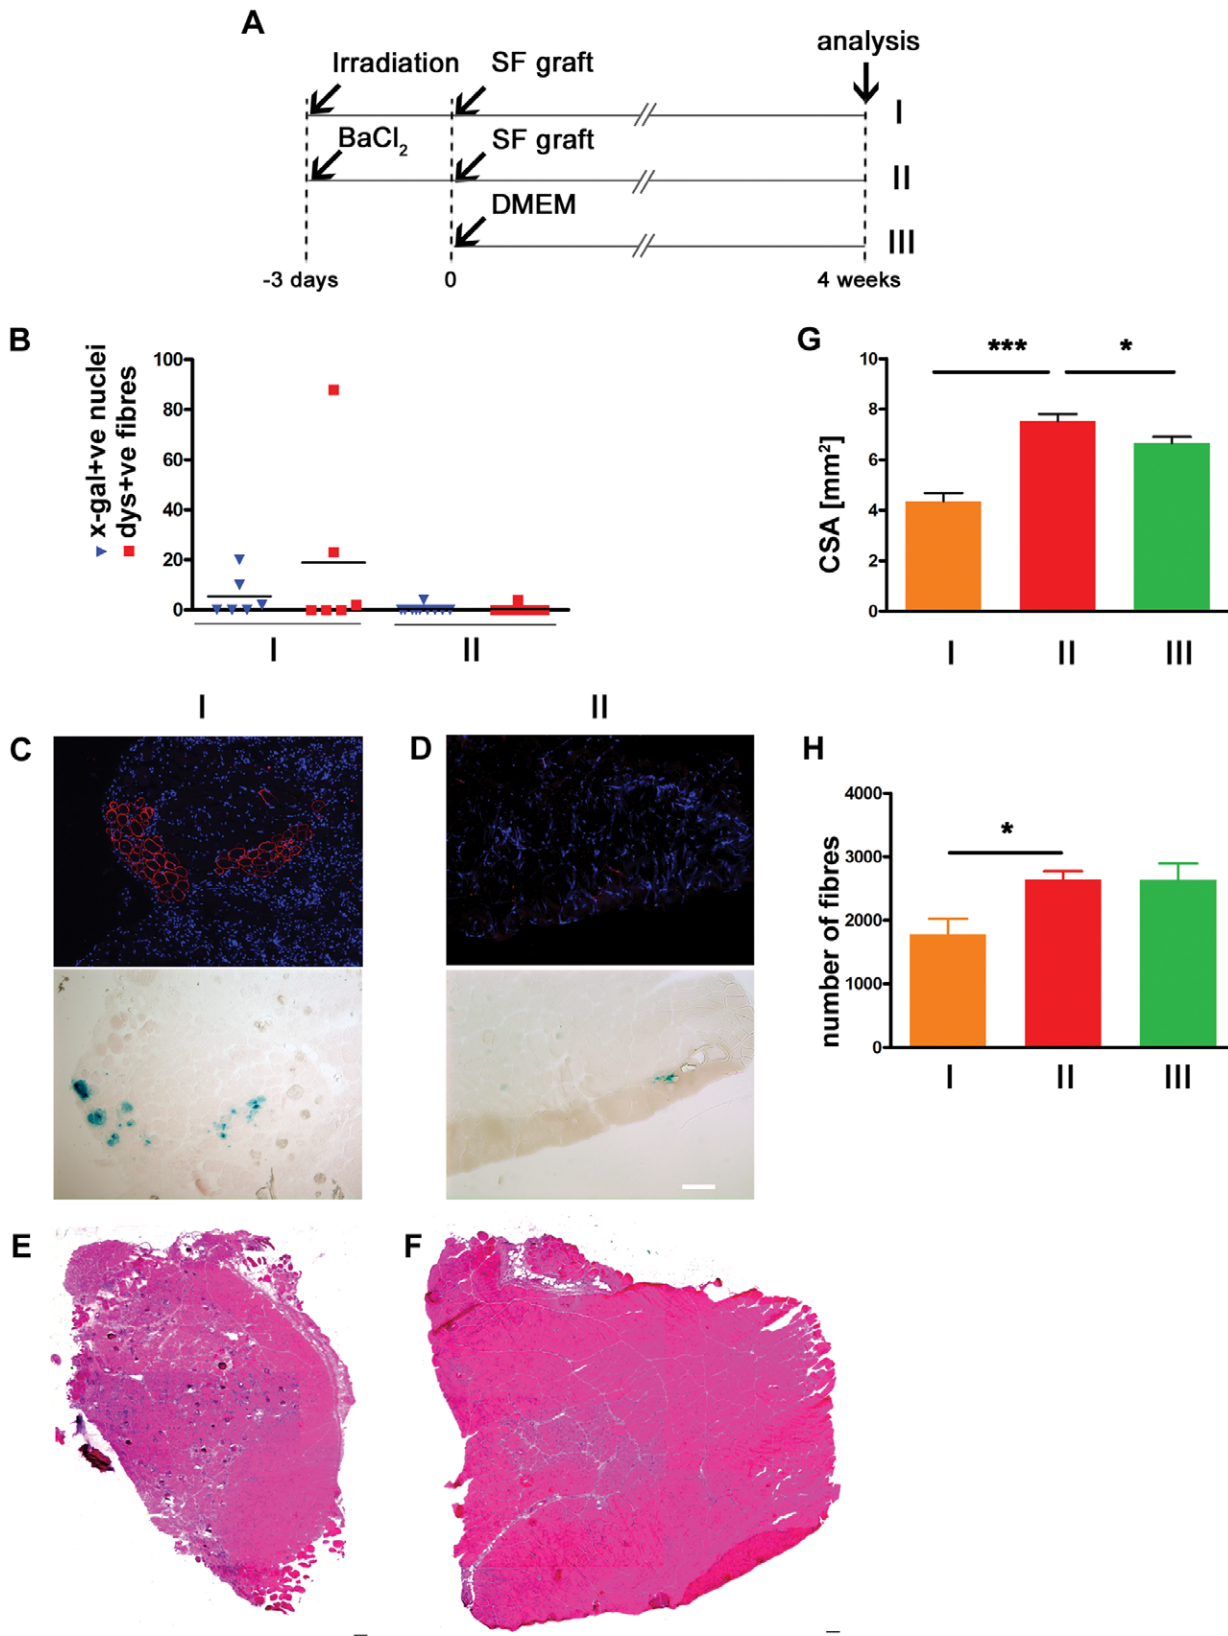 A
analysis
Irradiation SF graft
I
BaCl2 SF graft
II
DMEM
III
-3 days 0 4 weeks
B
x-gal+ve nuclei
dys+ve fibres
100
80
60
40
20
0
I II
G
*** *
CSA [mm²]
10
8
6
4
2
0
I II III
I II
C D
H
*
number of fibres
4000
3000
2000
1000
0
I II III
E F